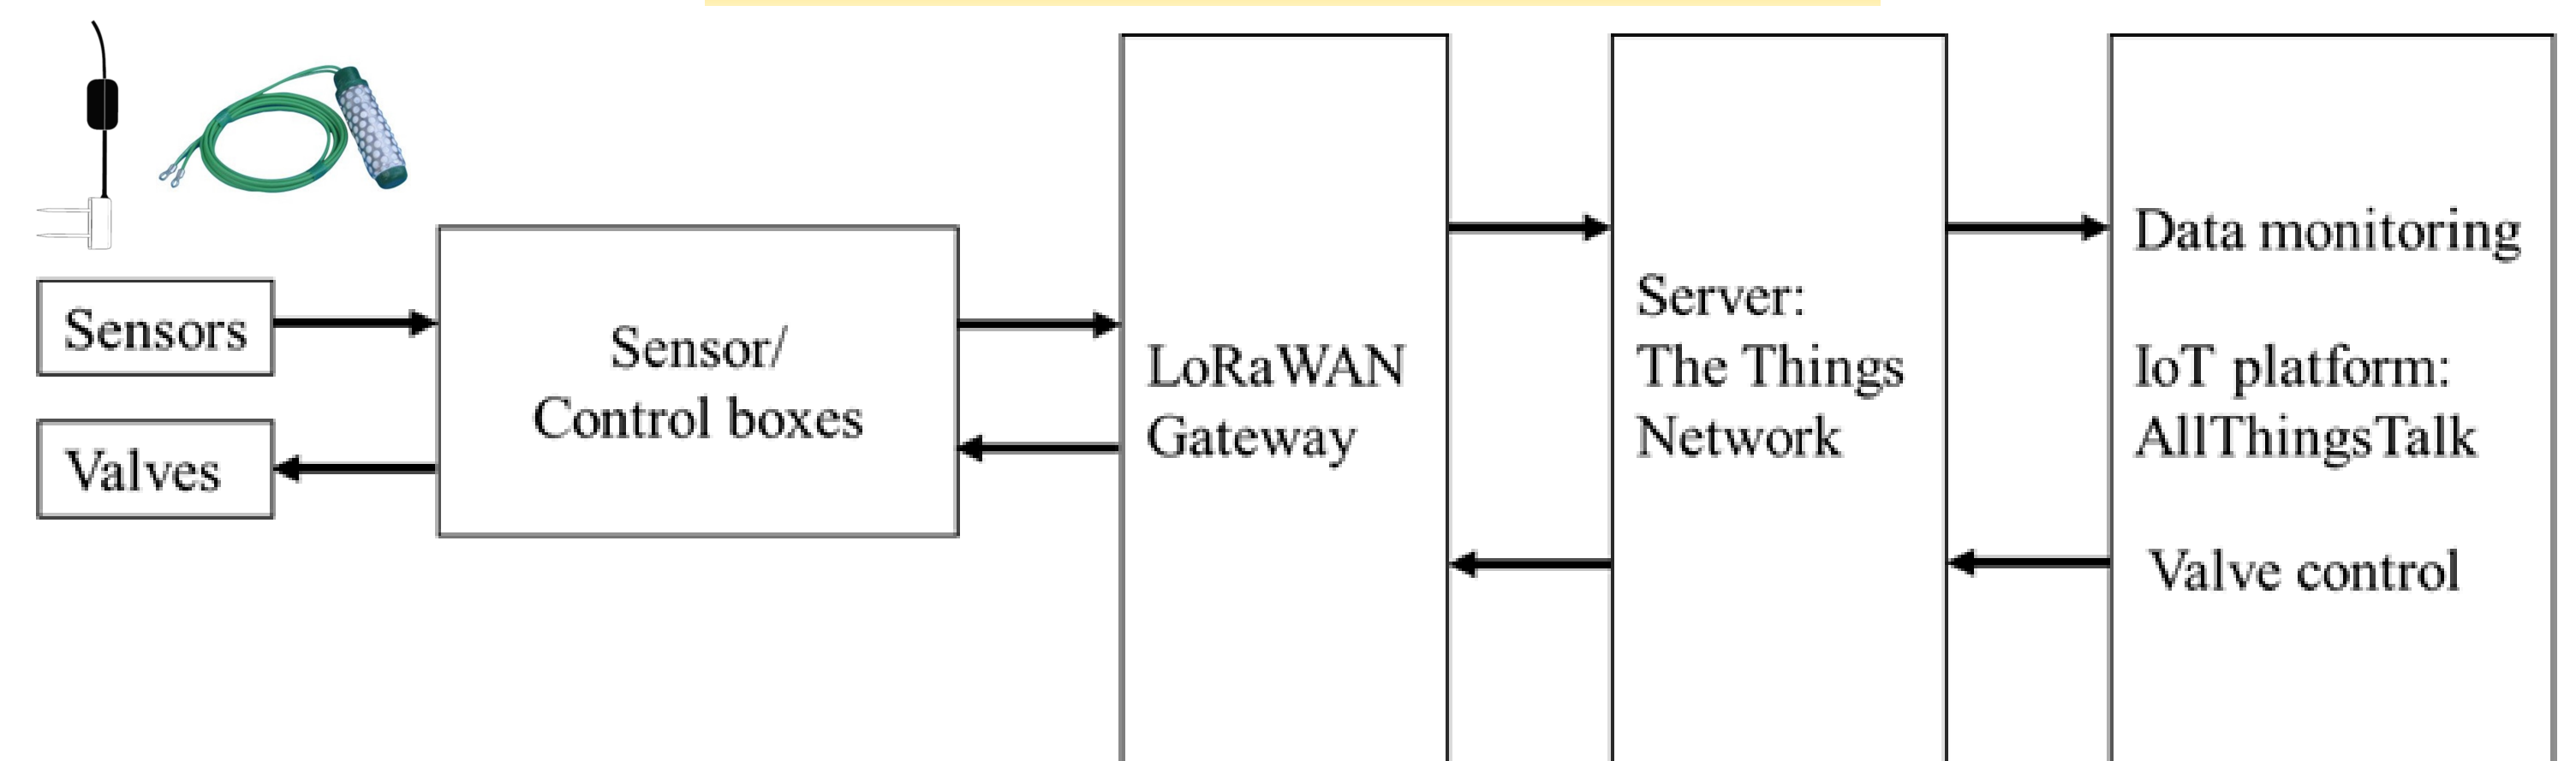 Sensors
Valves
Sensor/
Control boxes
LoRaWAN
Gateway
Server:
The Things
Network
Data monitoring
IoT platform:
AllThingsTalk
Valve control